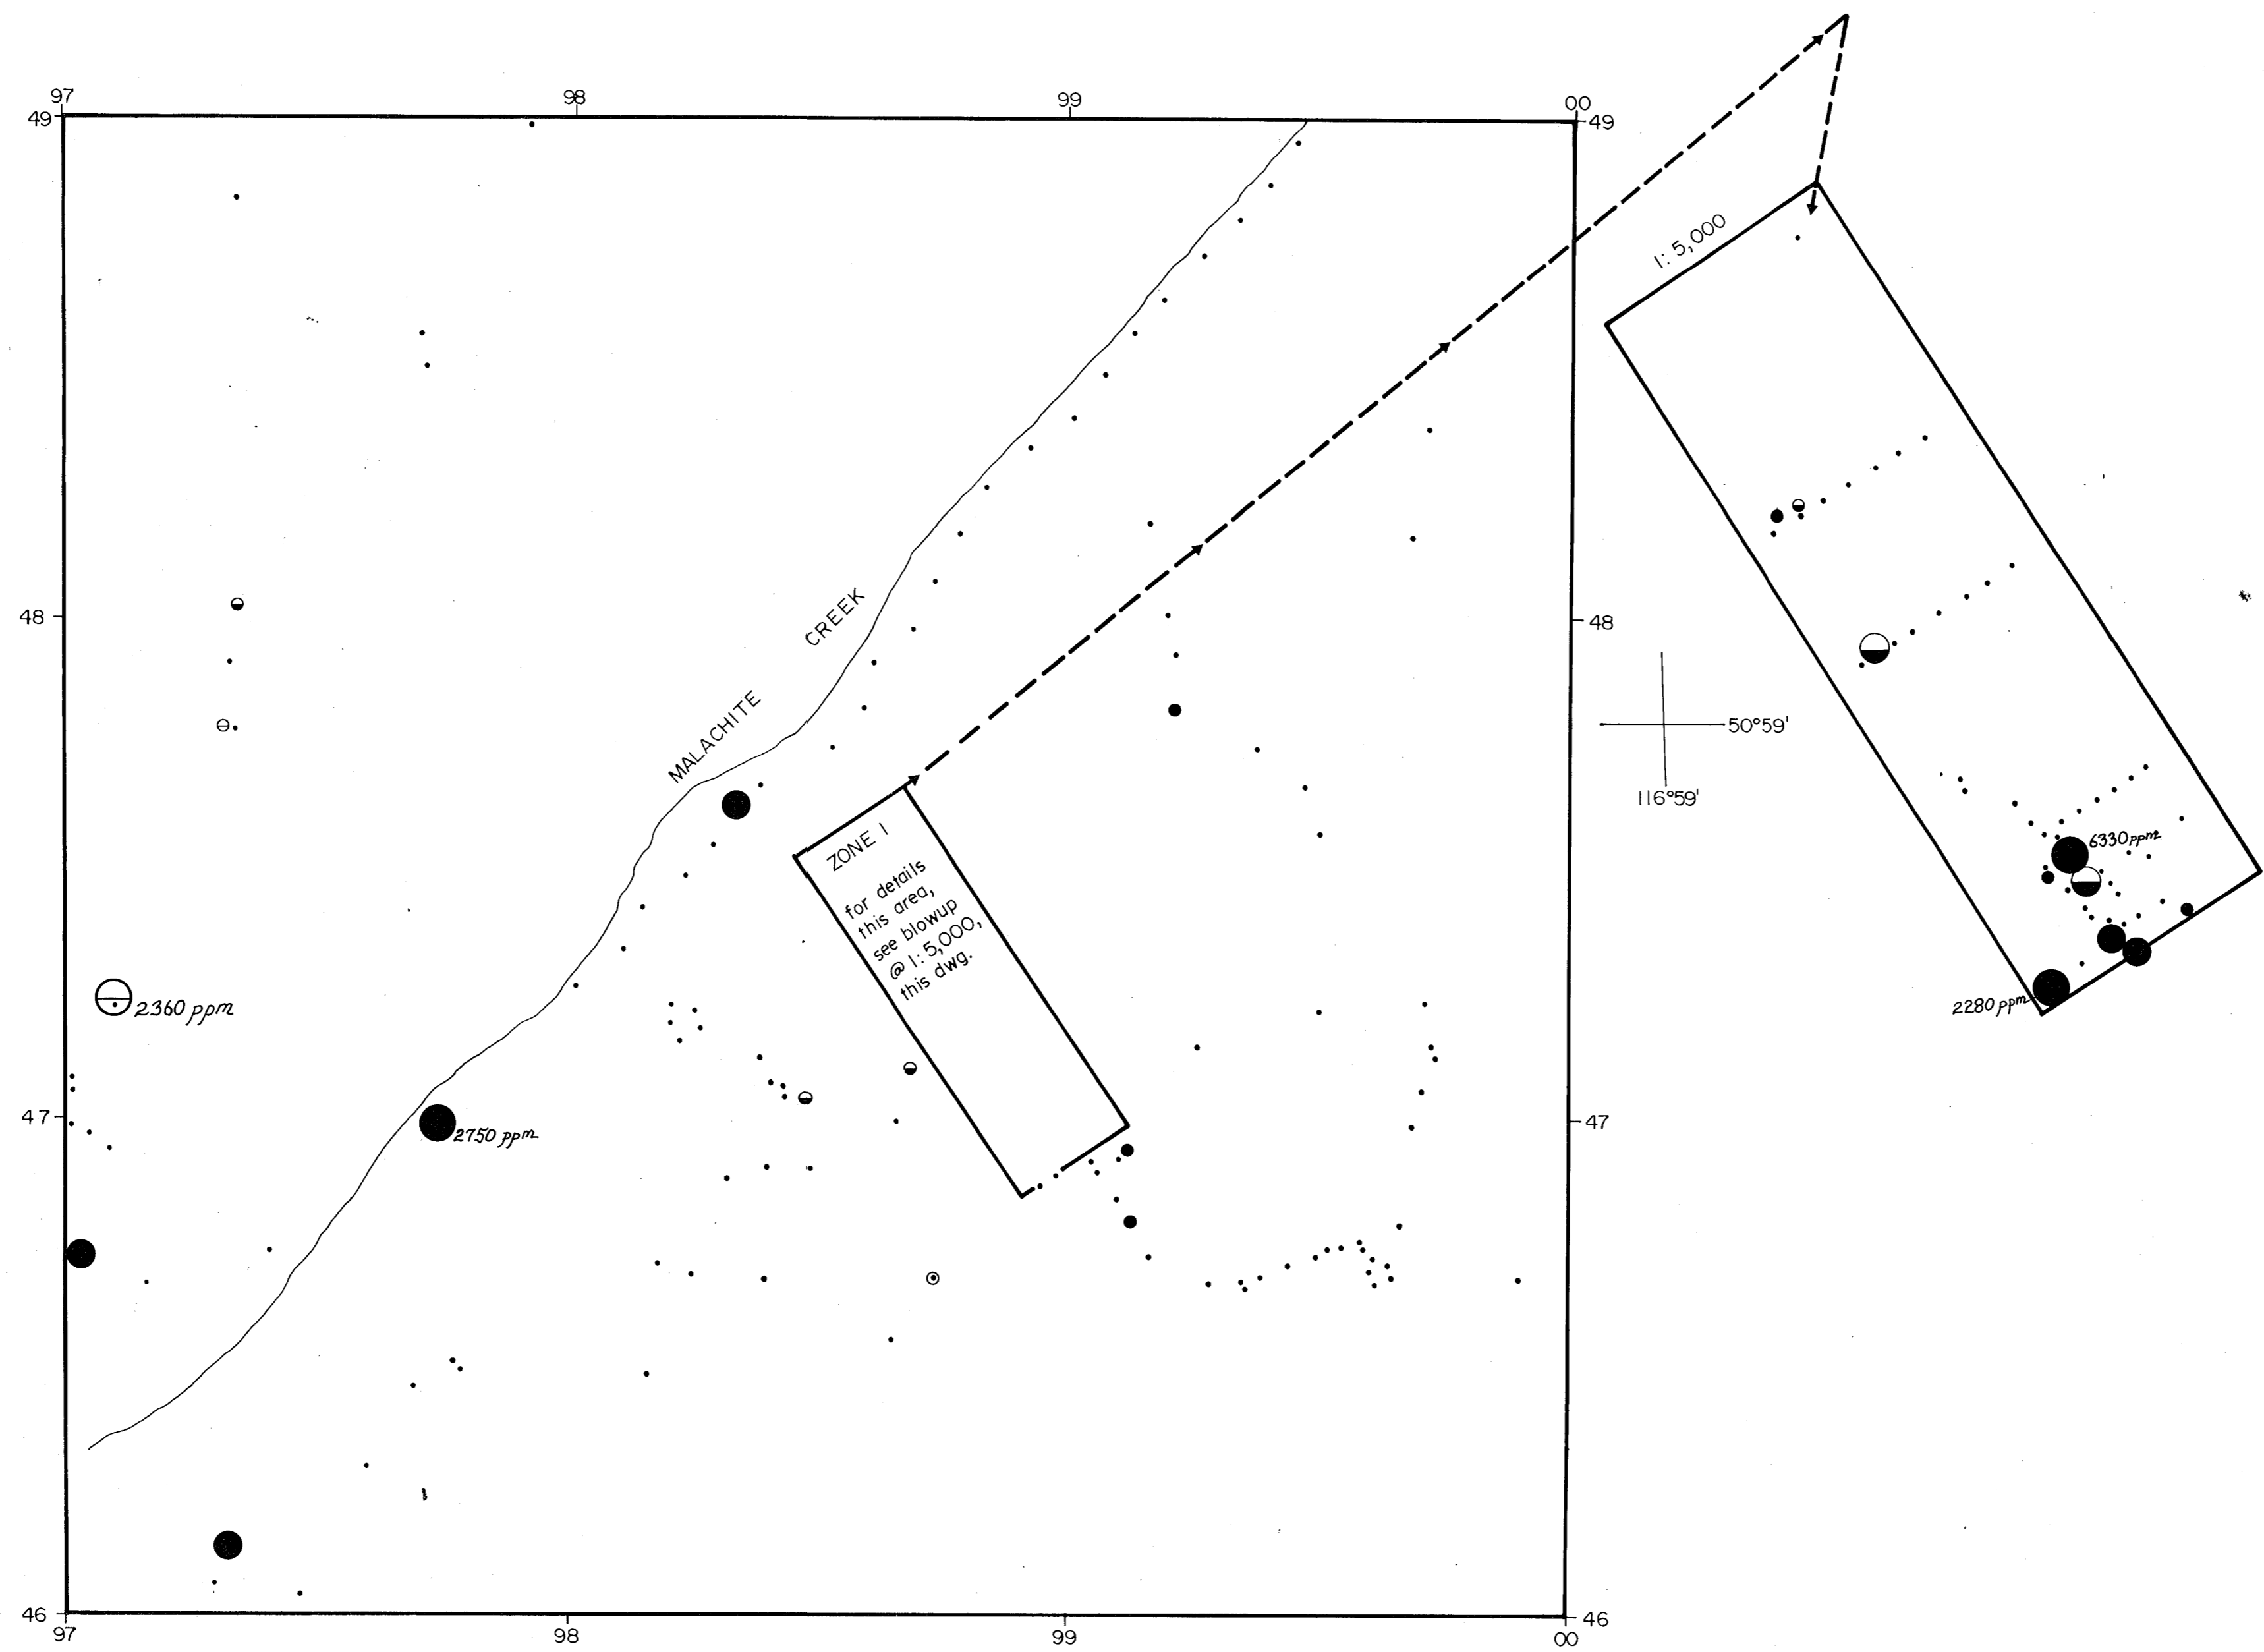 97
98
99
00
49
49
1: 5,000
CREEK
48
48
MALACHITE
50°59'
116°59'
ZONE 1
for details
this area,
see blowup
@ 1: 5,000,
this dwg.
6330 ppm
2360 ppm
2280 ppm
47
47
2750 ppm
46
46
97
98
99
00